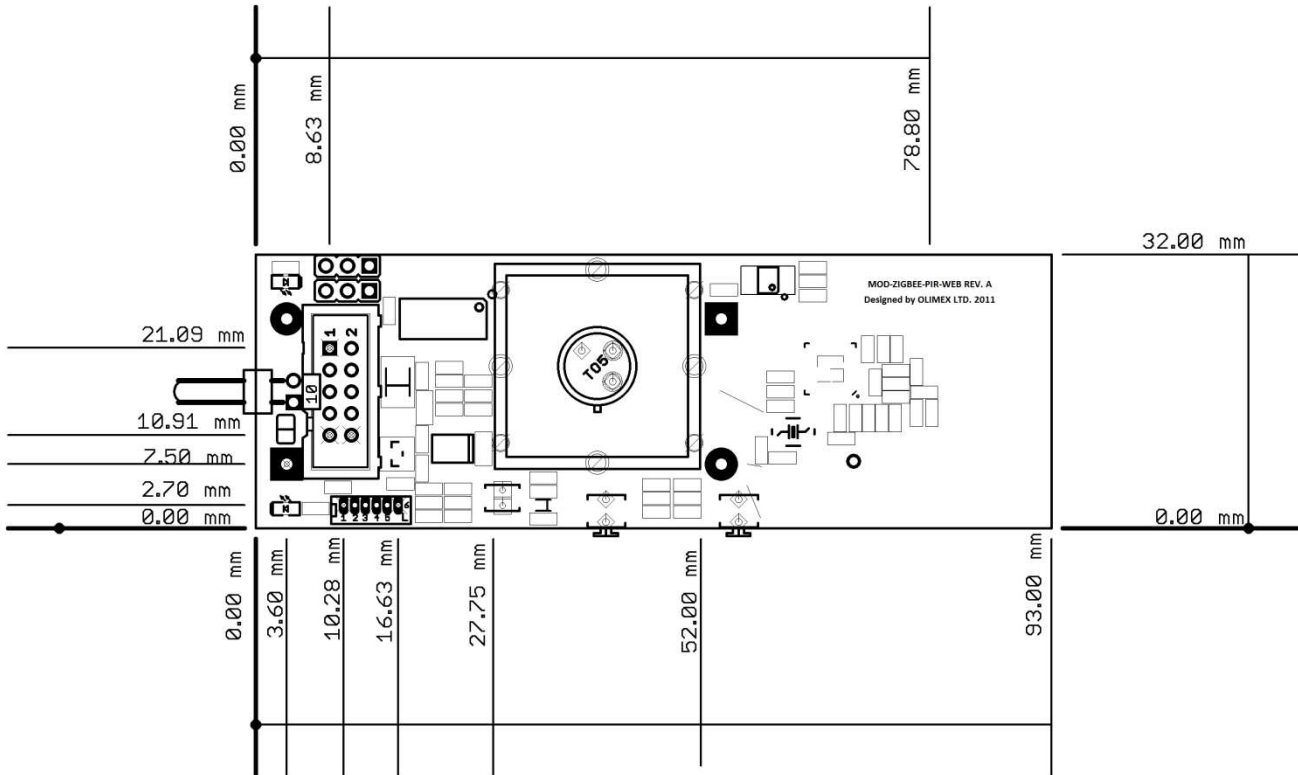 0.00 mm
8.63 mm
78.80 mm
32.00 mm
MOD-ZIGBEE-PIR-WEB REV. A
Designed by OLIMEX LTD. 2011
1 2
21.09 mm
TO5
10
10.91 mm
7.50 mm
2.70 mm
0.00 mm
1 2 3 4 5 6
L
0.00 mm
0.00 mm
3.60 mm
10.28 mm
16.63 mm
27.75 mm
52.00 mm
93.00 mm